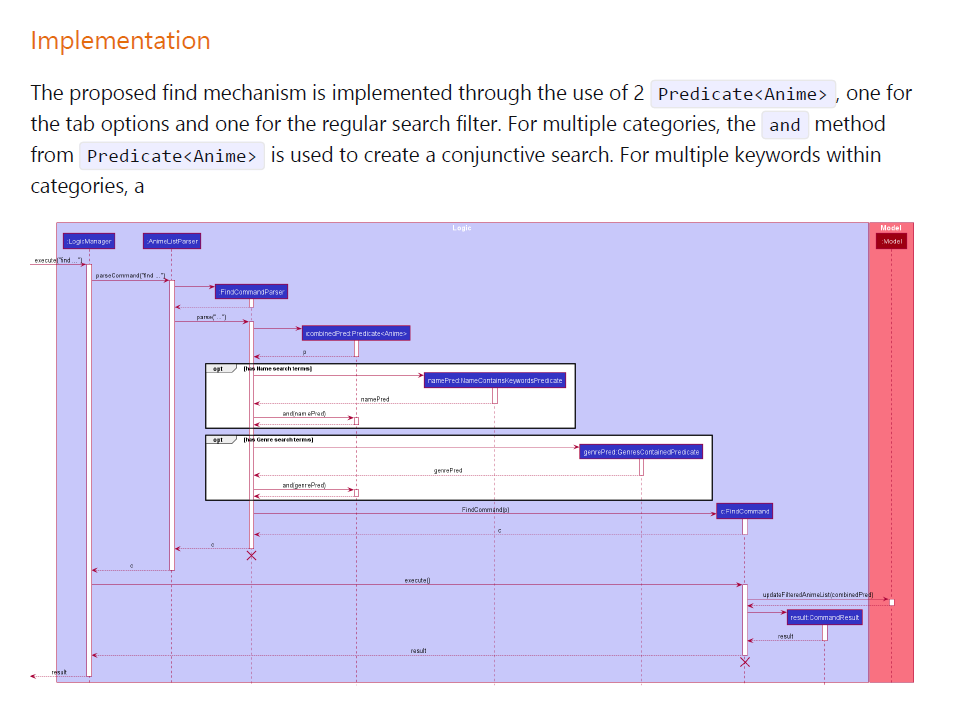 Implementation
The proposed find mechanism is implemented through the use of 2 Predicate<Anime>, one for
the tab options and one for the regular search filter. For multiple categories, the and method
from Predicate<Anime> is used to create a conjunctive search. For multiple keywords within
categories, a
Logic
Model
:LogicManager
:AnimeListParser
:Model
execute("find ...")
parseCommand("find ...")
:FindCommandParser
parse("...")
:combinedPred:Predicate<Anime>
p
opt
[has Name search terms]
namePred:NameContainsKeywordsPredicate
namePred
and(namePred)
opt
[has Genre search terms]
genrePred:GenresContainedPredicate
genrePred
and(genrePred)
FindCommand(p)
c:FindCommand
c
c
c
execute()
updateFilteredAnimeList(combinedPred)
result:CommandResult
result
result
result